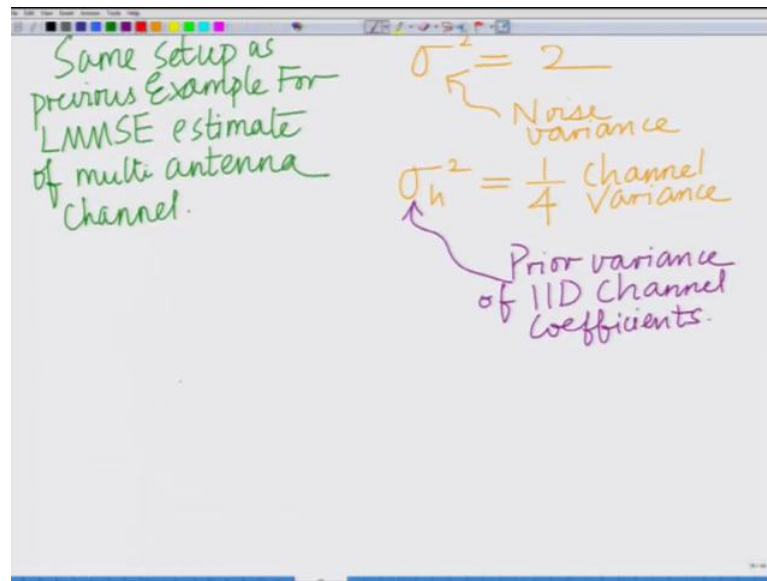 Same setup as
previous Example For
LMMSE estimate
of multi antenna
channel.
σ² = 2
Noise
variance
σₕ² = 1/4 Channel
Variance
Prior variance
of IID Channel
Coefficients.